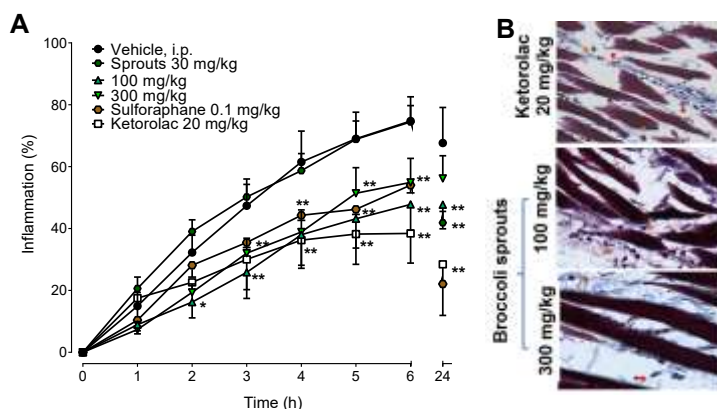 A
Inflammation (%)
100
80
60
40
20
0
Vehicle, i.p.
Sprouts 30 mg/kg
100 mg/kg
300 mg/kg
Sulforaphane 0.1 mg/kg
Ketorolac 20 mg/kg
*
**
**
**
**
**
**
**
**
**
**
**
**
**
**
0 1 2 3 4 5 6 24
Time (h)
B
Ketorolac
20 mg/kg
Broccoli sprouts
100 mg/kg
300 mg/kg